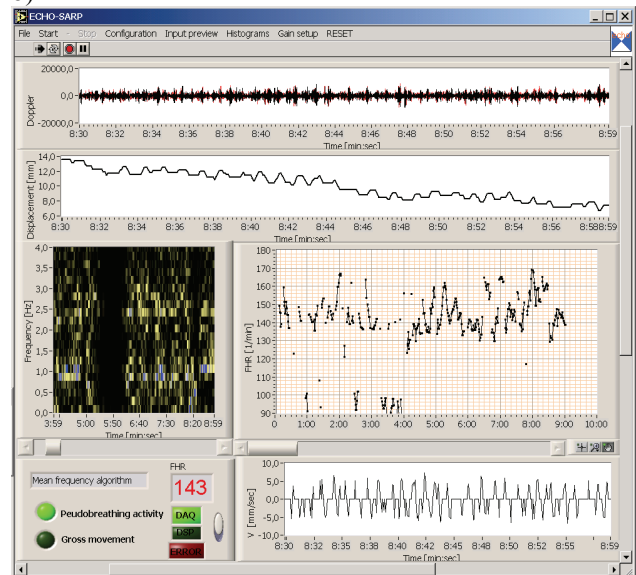 ECHO-SARP
File Start - Stop Configuration Input preview Histograms Gain setup RESET
20000,0
0,0
-20000,0
Doppler
8:30 8:32 8:34 8:36 8:38 8:40 8:42 8:44 8:46 8:48 8:50 8:52 8:54 8:56 8:59
Time [min:sec]
14,0
12,0
10,0
8,0
6,0
Displacement [mm]
8:30 8:32 8:34 8:36 8:38 8:40 8:42 8:44 8:46 8:48 8:50 8:52 8:54 8:56 8:588:59
Time [min:sec]
4,0
3,5
3,0
2,5
2,0
1,5
1,0
0,5
0,0
Frequency [Hz]
3:59 5:00 5:50 6:40 7:30 8:20 8:59
Time [min:sec]
180
170
160
150
140
130
120
110
100
90
FHR [1/min]
0 1:00 2:00 3:00 4:00 5:00 6:00 7:00 8:00 9:00 10:00
Mean frequency algorithm
FHR
143
Peudobreathing activity
Gross movement
DAQ
DSP
ERROR
10,0
5,0
0,0
-5,0
-10,0
V [mm/sec]
8:30 8:32 8:35 8:38 8:40 8:42 8:45 8:48 8:50 8:52 8:55 8:59
Time [min:sec]